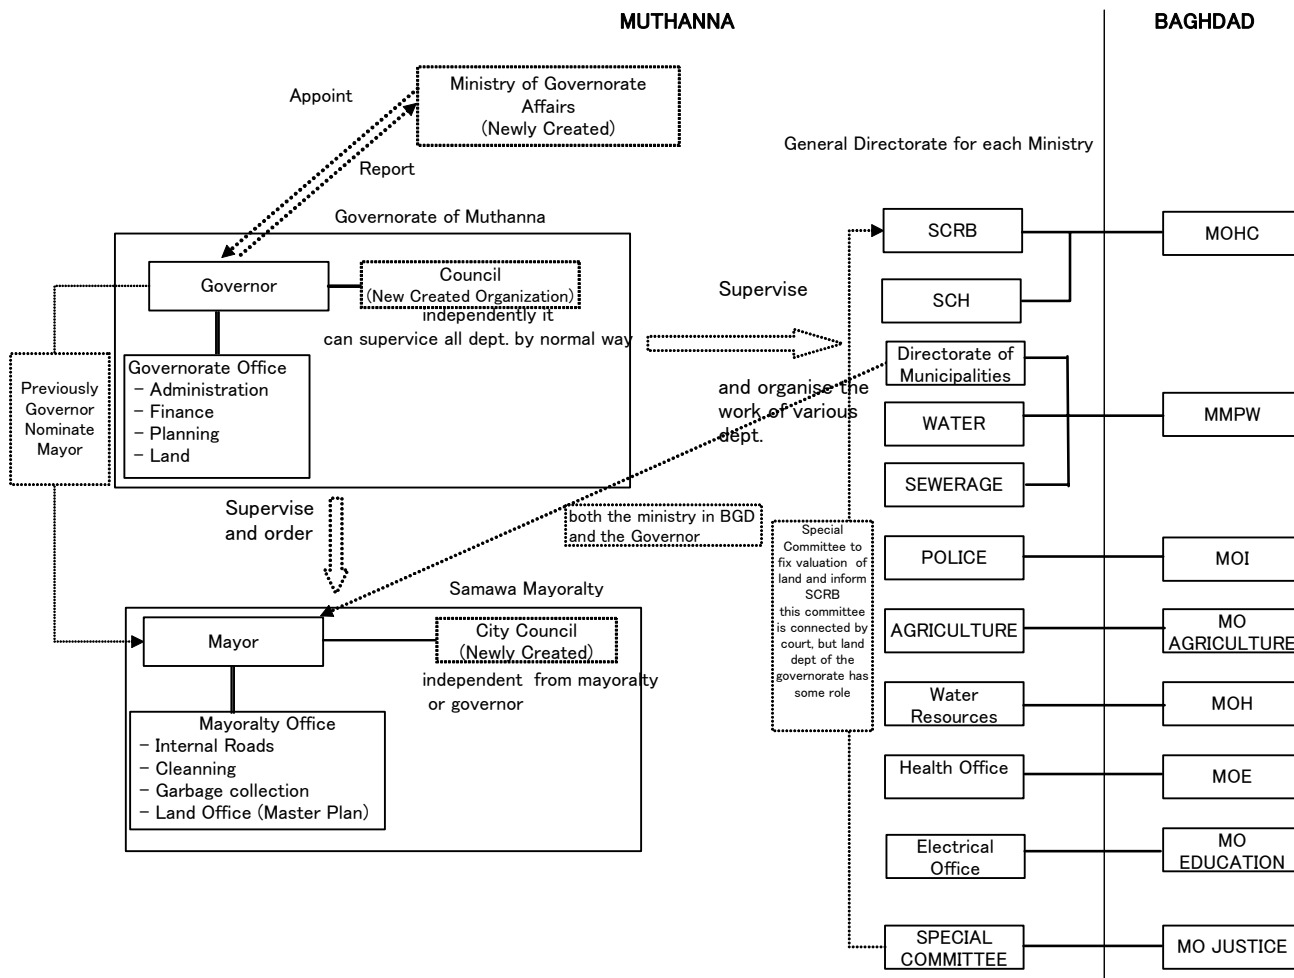 MUTHANNA
BAGHDAD
Appoint
Ministry of Governorate
Affairs
(Newly Created)
Report
General Directorate for each Ministry
Governorate of Muthanna
Governor
Council
(New Created Organization)
independently it
can supervice all dept. by normal way
Governorate Office
- Administration
- Finance
- Planning
- Land
Previously
Governor
Nominate
Mayor
Supervise
and organise the
work of various
dept.
Supervise
and order
both the ministry in BGD
and the Governor
Samawa Mayoralty
Mayor
City Council
(Newly Created)
independent from mayoralty
or governor
Mayoralty Office
- Internal Roads
- Cleanning
- Garbage collection
- Land Office (Master Plan)
Special
Committee to
fix valuation of
land and inform
SCRB
this committee
is connected by
court, but land
dept of the
governorate has
some role
SCRB
MOHC
SCH
Directorate of
Municipalities
WATER
MMPW
SEWERAGE
POLICE
MOI
AGRICULTURE
MO
AGRICULTURE
Water
Resources
MOH
Health Office
MOE
Electrical
Office
MO
EDUCATION
SPECIAL
COMMITTEE
MO JUSTICE